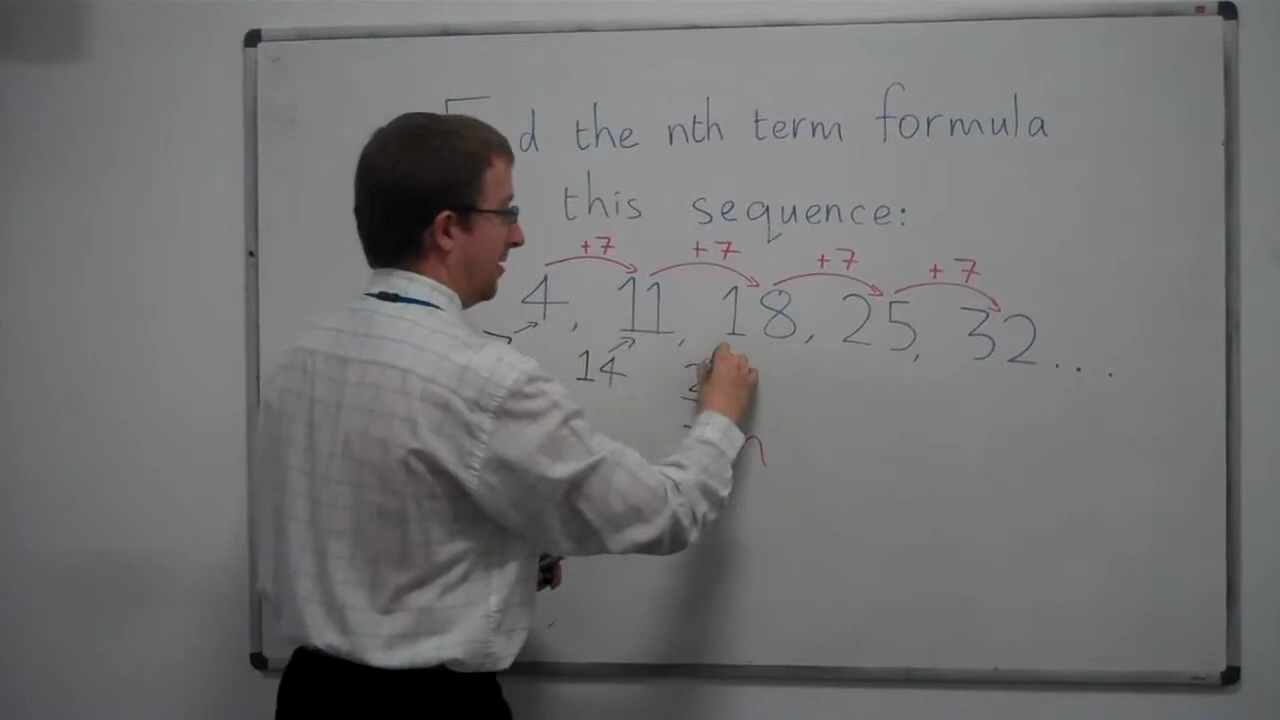 the nth term formula
this sequence:
+7 +7 +7 +7
4, 11, 18, 25, 32....
14
n